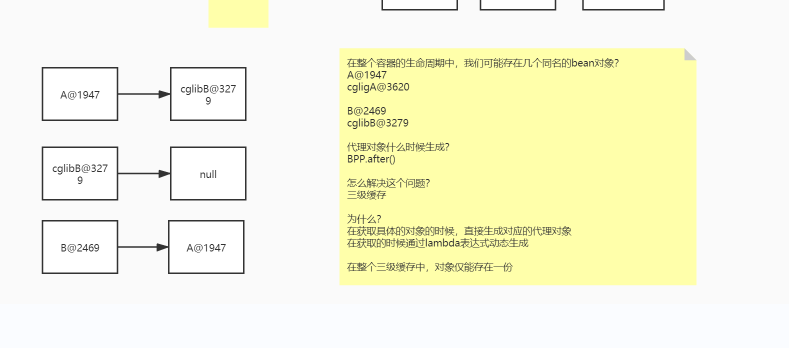 A@1947
cglibB@327
9
cglibB@327
9
null
B@2469
A@1947
在整个容器的生命周期中，我们可能存在几个同名的bean对象？
A@1947
cgligA@3620
B@2469
cglibB@3279
代理对象什么时候生成？
BPP.after()
怎么解决这个问题？
三级缓存
为什么？
在获取具体的对象的时候，直接生成对应的代理对象
在获取的时候通过lambda表达式动态生成
在整个三级缓存中，对象仅能存在一份